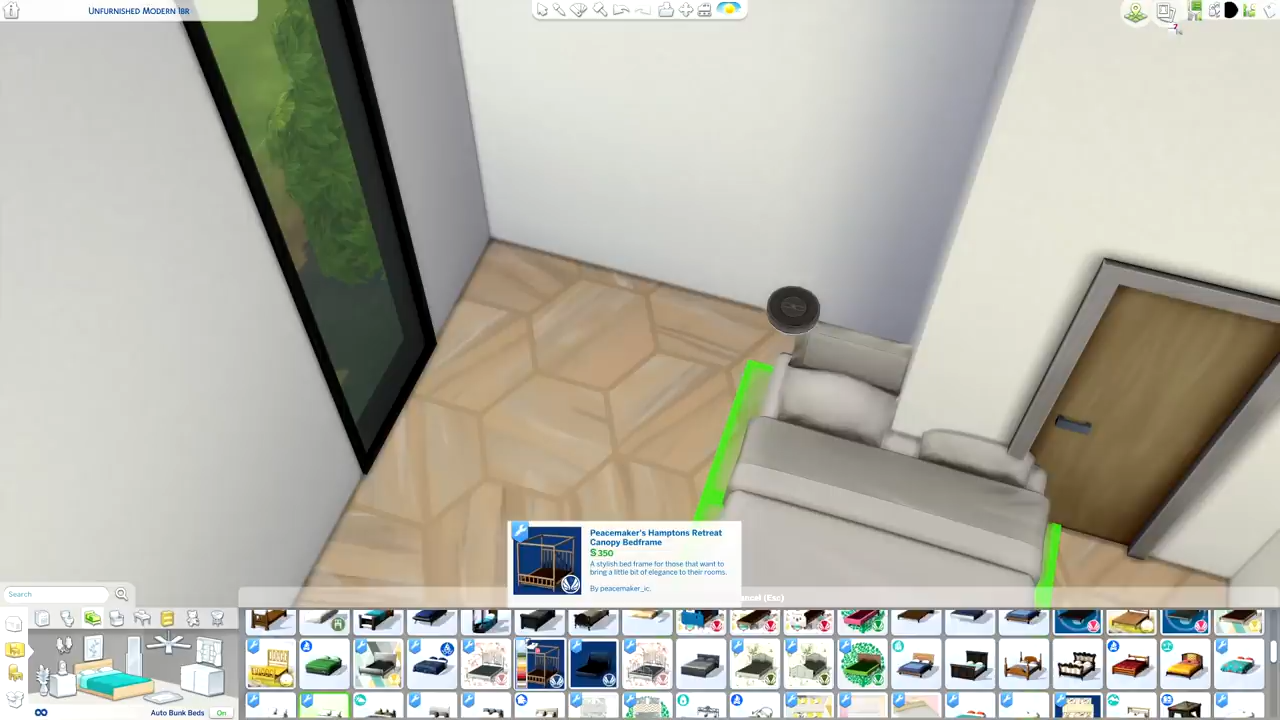 UNFURNISHED MODERN 1BR
Peacemaker's Hamptons Retreat
Canopy Bedframe
§350
A stylish bed frame for those that want to
bring a little bit of elegance to their rooms.
By peacemaker_ic.
Search
Auto Bunk Beds
On